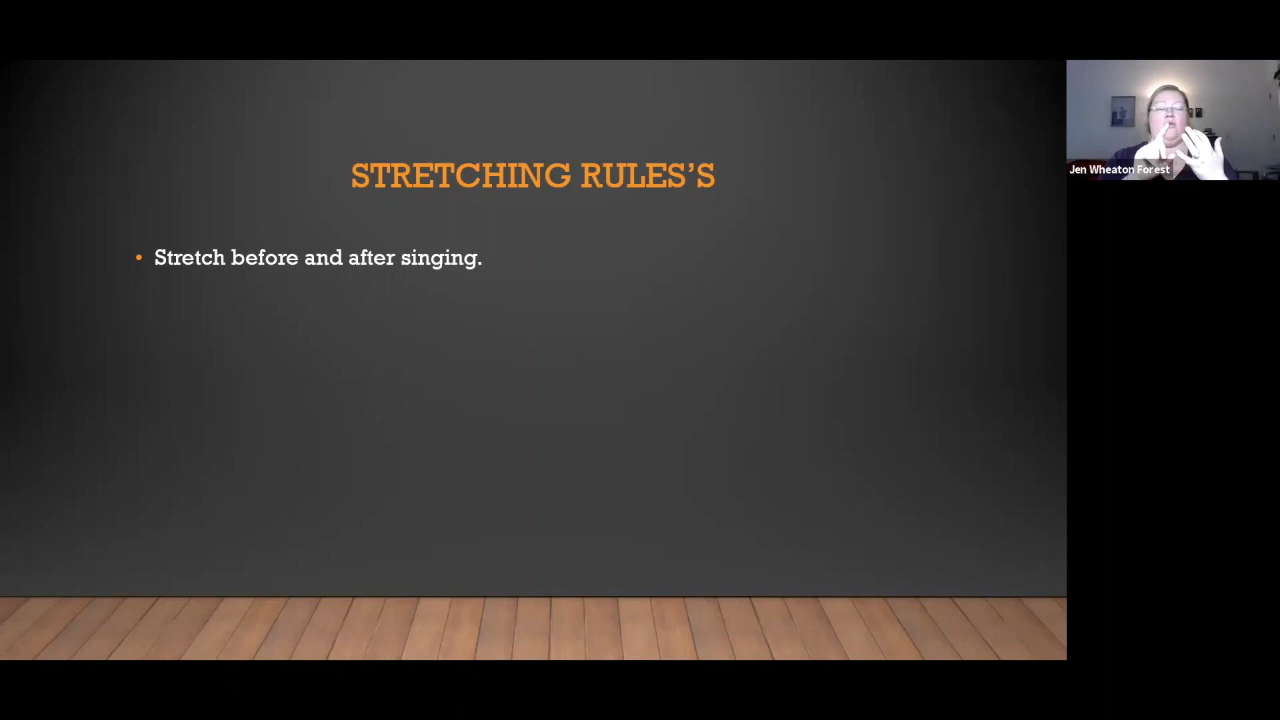 STRETCHING RULES’S
• Stretch before and after singing.
Jen Wheaton Forest